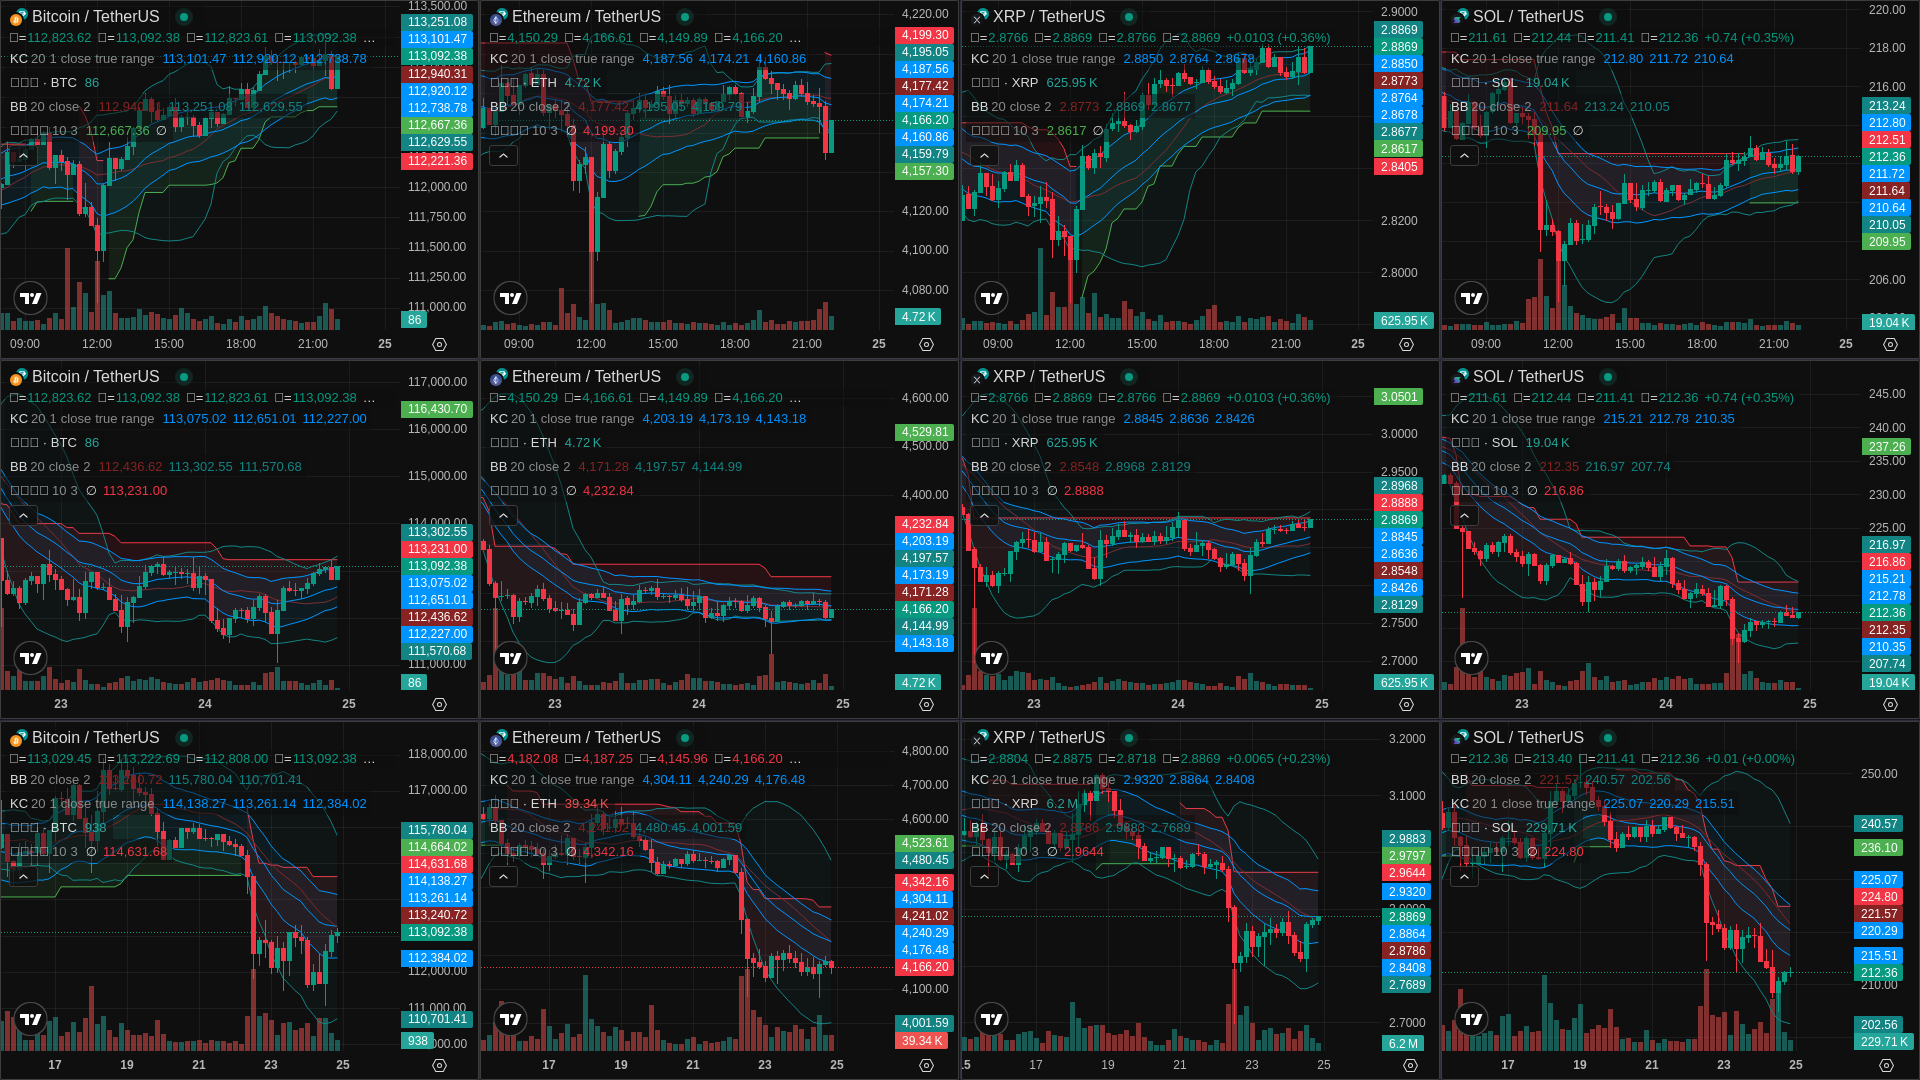 Bitcoin / TetherUS
=112,823.62 =113,092.38 =112,823.61 =113,092.38 ...
KC 20 1 close true range 113,101.47 112,920.12 112,738.78
· BTC 86
BB 20 close 2 112,940.31 113,251.08 112,629.55
10 3 112,667.36 ∅
113,500.00
113,251.08
113,101.47
113,092.38
112,940.31
112,920.12
112,738.78
112,667.36
112,629.55
112,221.36
112,000.00
111,750.00
111,500.00
111,250.00
111,000.00
86
09:00 12:00 15:00 18:00 21:00 25
Ethereum / TetherUS
=4,150.29 =4,166.61 =4,149.89 =4,166.20 ...
KC 20 1 close true range 4,187.56 4,174.21 4,160.86
· ETH 4.72 K
BB 20 close 2 4,177.42 4,195.05 4,159.79
10 3 ∅ 4,199.30
4,220.00
4,199.30
4,195.05
4,187.56
4,177.42
4,174.21
4,166.20
4,160.86
4,159.79
4,157.30
4,120.00
4,100.00
4,080.00
4.72 K
09:00 12:00 15:00 18:00 21:00 25
XRP / TetherUS
=2.8766 =2.8869 =2.8766 =2.8869 +0.0103 (+0.36%)
KC 20 1 close true range 2.8850 2.8764 2.8678
· XRP 625.95 K
BB 20 close 2 2.8773 2.8869 2.8677
10 3 2.8617 ∅
2.9000
2.8869
2.8869
2.8850
2.8773
2.8764
2.8678
2.8677
2.8617
2.8405
2.8200
2.8000
625.95 K
09:00 12:00 15:00 18:00 21:00 25
SOL / TetherUS
=211.61 =212.44 =211.41 =212.36 +0.74 (+0.35%)
KC 20 1 close true range 212.80 211.72 210.64
· SOL 19.04 K
BB 20 close 2 211.64 213.24 210.05
10 3 209.95 ∅
220.00
218.00
216.00
213.24
212.80
212.51
212.36
211.72
211.64
210.64
210.05
209.95
206.00
19.04 K
09:00 12:00 15:00 18:00 21:00 25
Bitcoin / TetherUS
=112,823.62 =113,092.38 =112,823.61 =113,092.38 ...
KC 20 1 close true range 113,075.02 112,651.01 112,227.00
· BTC 86
BB 20 close 2 112,436.62 113,302.55 111,570.68
10 3 ∅ 113,231.00
117,000.00
116,430.70
116,000.00
115,000.00
114,000.00
113,302.55
113,231.00
113,092.38
113,075.02
112,651.01
112,436.62
112,227.00
111,570.68
111,000.00
86
23 24 25
Ethereum / TetherUS
=4,150.29 =4,166.61 =4,149.89 =4,166.20 ...
KC 20 1 close true range 4,203.19 4,173.19 4,143.18
· ETH 4.72 K
BB 20 close 2 4,171.28 4,197.57 4,144.99
10 3 ∅ 4,232.84
4,600.00
4,529.81
4,500.00
4,400.00
4,232.84
4,203.19
4,197.57
4,173.19
4,171.28
4,166.20
4,144.99
4,143.18
4.72 K
23 24 25
XRP / TetherUS
=2.8766 =2.8869 =2.8766 =2.8869 +0.0103 (+0.36%)
KC 20 1 close true range 2.8845 2.8636 2.8426
· XRP 625.95 K
BB 20 close 2 2.8548 2.8968 2.8129
10 3 ∅ 2.8888
3.0501
3.0000
2.9500
2.8968
2.8888
2.8869
2.8845
2.8636
2.8548
2.8426
2.8129
2.7500
2.7000
625.95 K
23 24 25
SOL / TetherUS
=211.61 =212.44 =211.41 =212.36 +0.74 (+0.35%)
KC 20 1 close true range 215.21 212.78 210.35
· SOL 19.04 K
BB 20 close 2 212.35 216.97 207.74
10 3 ∅ 216.86
245.00
240.00
237.26
235.00
230.00
225.00
216.97
216.86
215.21
212.78
212.36
212.35
210.35
207.74
19.04 K
23 24 25
Bitcoin / TetherUS
=113,029.45 =113,222.69 =112,808.00 =113,092.38 ...
BB 20 close 2 113,240.72 115,780.04 110,701.41
KC 20 1 close true range 114,138.27 113,261.14 112,384.02
· BTC 938
10 3 ∅ 114,631.68
118,000.00
117,000.00
115,780.04
114,664.02
114,631.68
114,138.27
113,261.14
113,240.72
113,092.38
112,384.02
112,000.00
111,000.00
110,701.41
938
17 19 21 23 25
Ethereum / TetherUS
=4,182.08 =4,187.25 =4,145.96 =4,166.20 ...
KC 20 1 close true range 4,304.11 4,240.29 4,176.48
· ETH 39.34 K
BB 20 close 2 4,241.02 4,480.45 4,001.59
10 3 ∅ 4,342.16
4,800.00
4,700.00
4,600.00
4,523.61
4,480.45
4,342.16
4,304.11
4,241.02
4,240.29
4,176.48
4,166.20
4,100.00
4,001.59
39.34 K
17 19 21 23 25
XRP / TetherUS
=2.8804 =2.8875 =2.8718 =2.8869 +0.0065 (+0.23%)
KC 20 1 close true range 2.9320 2.8864 2.8408
· XRP 6.2 M
BB 20 close 2 2.8786 2.9883 2.7689
10 3 ∅ 2.9644
3.2000
3.1000
2.9883
2.9797
2.9644
2.9320
2.8869
2.8864
2.8786
2.8408
2.7689
2.7000
6.2 M
17 19 21 23 25
SOL / TetherUS
=212.36 =213.40 =211.41 =212.36 +0.01 (+0.00%)
BB 20 close 2 221.57 240.57 202.56
KC 20 1 close true range 225.07 220.29 215.51
· SOL 229.71 K
10 3 ∅ 224.80
250.00
240.57
236.10
225.07
224.80
221.57
220.29
215.51
212.36
210.00
202.56
229.71 K
17 19 21 23 25